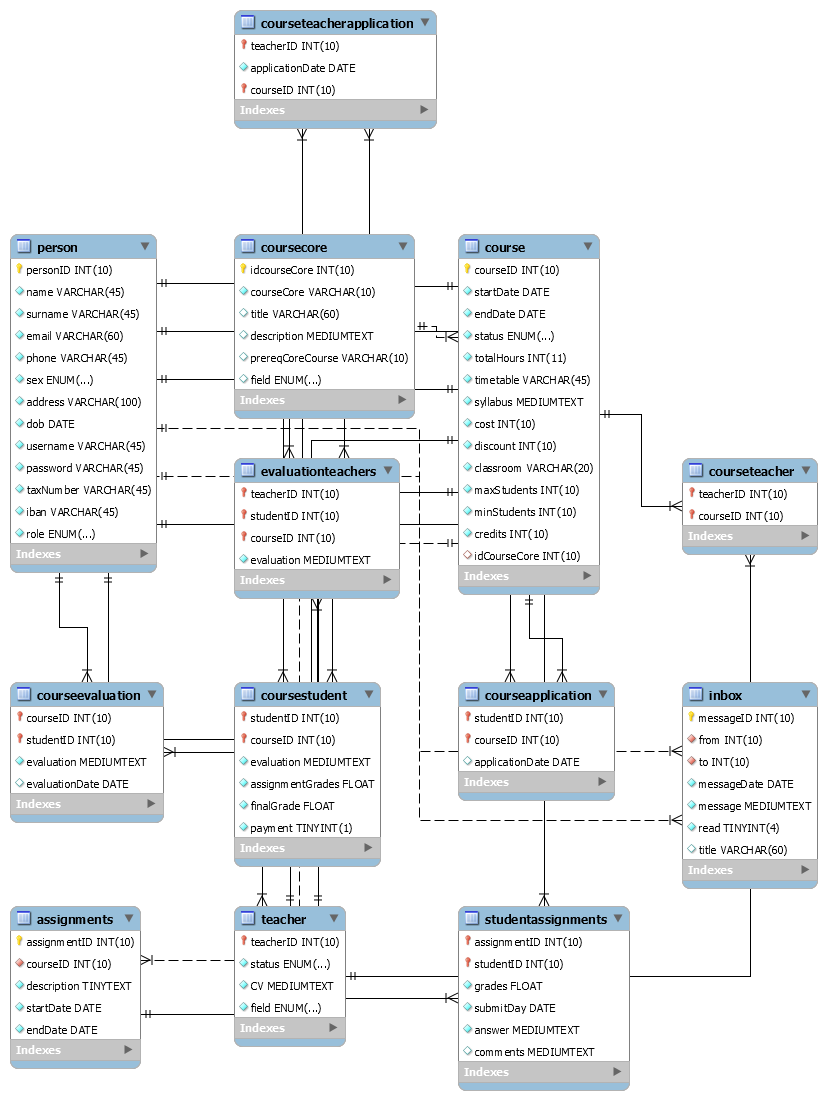 courseteacherapplication
teacherID INT(10)
applicationDate DATE
courseID INT(10)
Indexes
person
personID INT(10)
name VARCHAR(45)
surname VARCHAR(45)
email VARCHAR(60)
phone VARCHAR(45)
sex ENUM(...)
address VARCHAR(100)
dob DATE
username VARCHAR(45)
password VARCHAR(45)
taxNumber VARCHAR(45)
iban VARCHAR(45)
role ENUM(...)
Indexes
coursecore
idcourseCore INT(10)
courseCore VARCHAR(10)
title VARCHAR(60)
description MEDIUMTEXT
prereqCoreCourse VARCHAR(10)
field ENUM(...)
Indexes
course
courseID INT(10)
startDate DATE
endDate DATE
status ENUM(...)
totalHours INT(11)
timetable VARCHAR(45)
syllabus MEDIUMTEXT
cost INT(10)
discount INT(10)
classroom VARCHAR(20)
maxStudents INT(10)
minStudents INT(10)
credits INT(10)
idCourseCore INT(10)
Indexes
evaluationteachers
teacherID INT(10)
studentID INT(10)
courseID INT(10)
evaluation MEDIUMTEXT
Indexes
courseteacher
teacherID INT(10)
courseID INT(10)
Indexes
courseevaluation
courseID INT(10)
studentID INT(10)
evaluation MEDIUMTEXT
evaluationDate DATE
Indexes
coursestudent
studentID INT(10)
courseID INT(10)
evaluation MEDIUMTEXT
assignmentGrades FLOAT
finalGrade FLOAT
payment TINYINT(1)
Indexes
courseapplication
studentID INT(10)
courseID INT(10)
applicationDate DATE
Indexes
inbox
messageID INT(10)
from INT(10)
to INT(10)
messageDate DATE
message MEDIUMTEXT
read TINYINT(4)
title VARCHAR(60)
Indexes
assignments
assignmentID INT(10)
courseID INT(10)
description TINYTEXT
startDate DATE
endDate DATE
Indexes
teacher
teacherID INT(10)
status ENUM(...)
CV MEDIUMTEXT
field ENUM(...)
Indexes
studentassignments
assignmentID INT(10)
studentID INT(10)
grades FLOAT
submitDay DATE
answer MEDIUMTEXT
comments MEDIUMTEXT
Indexes